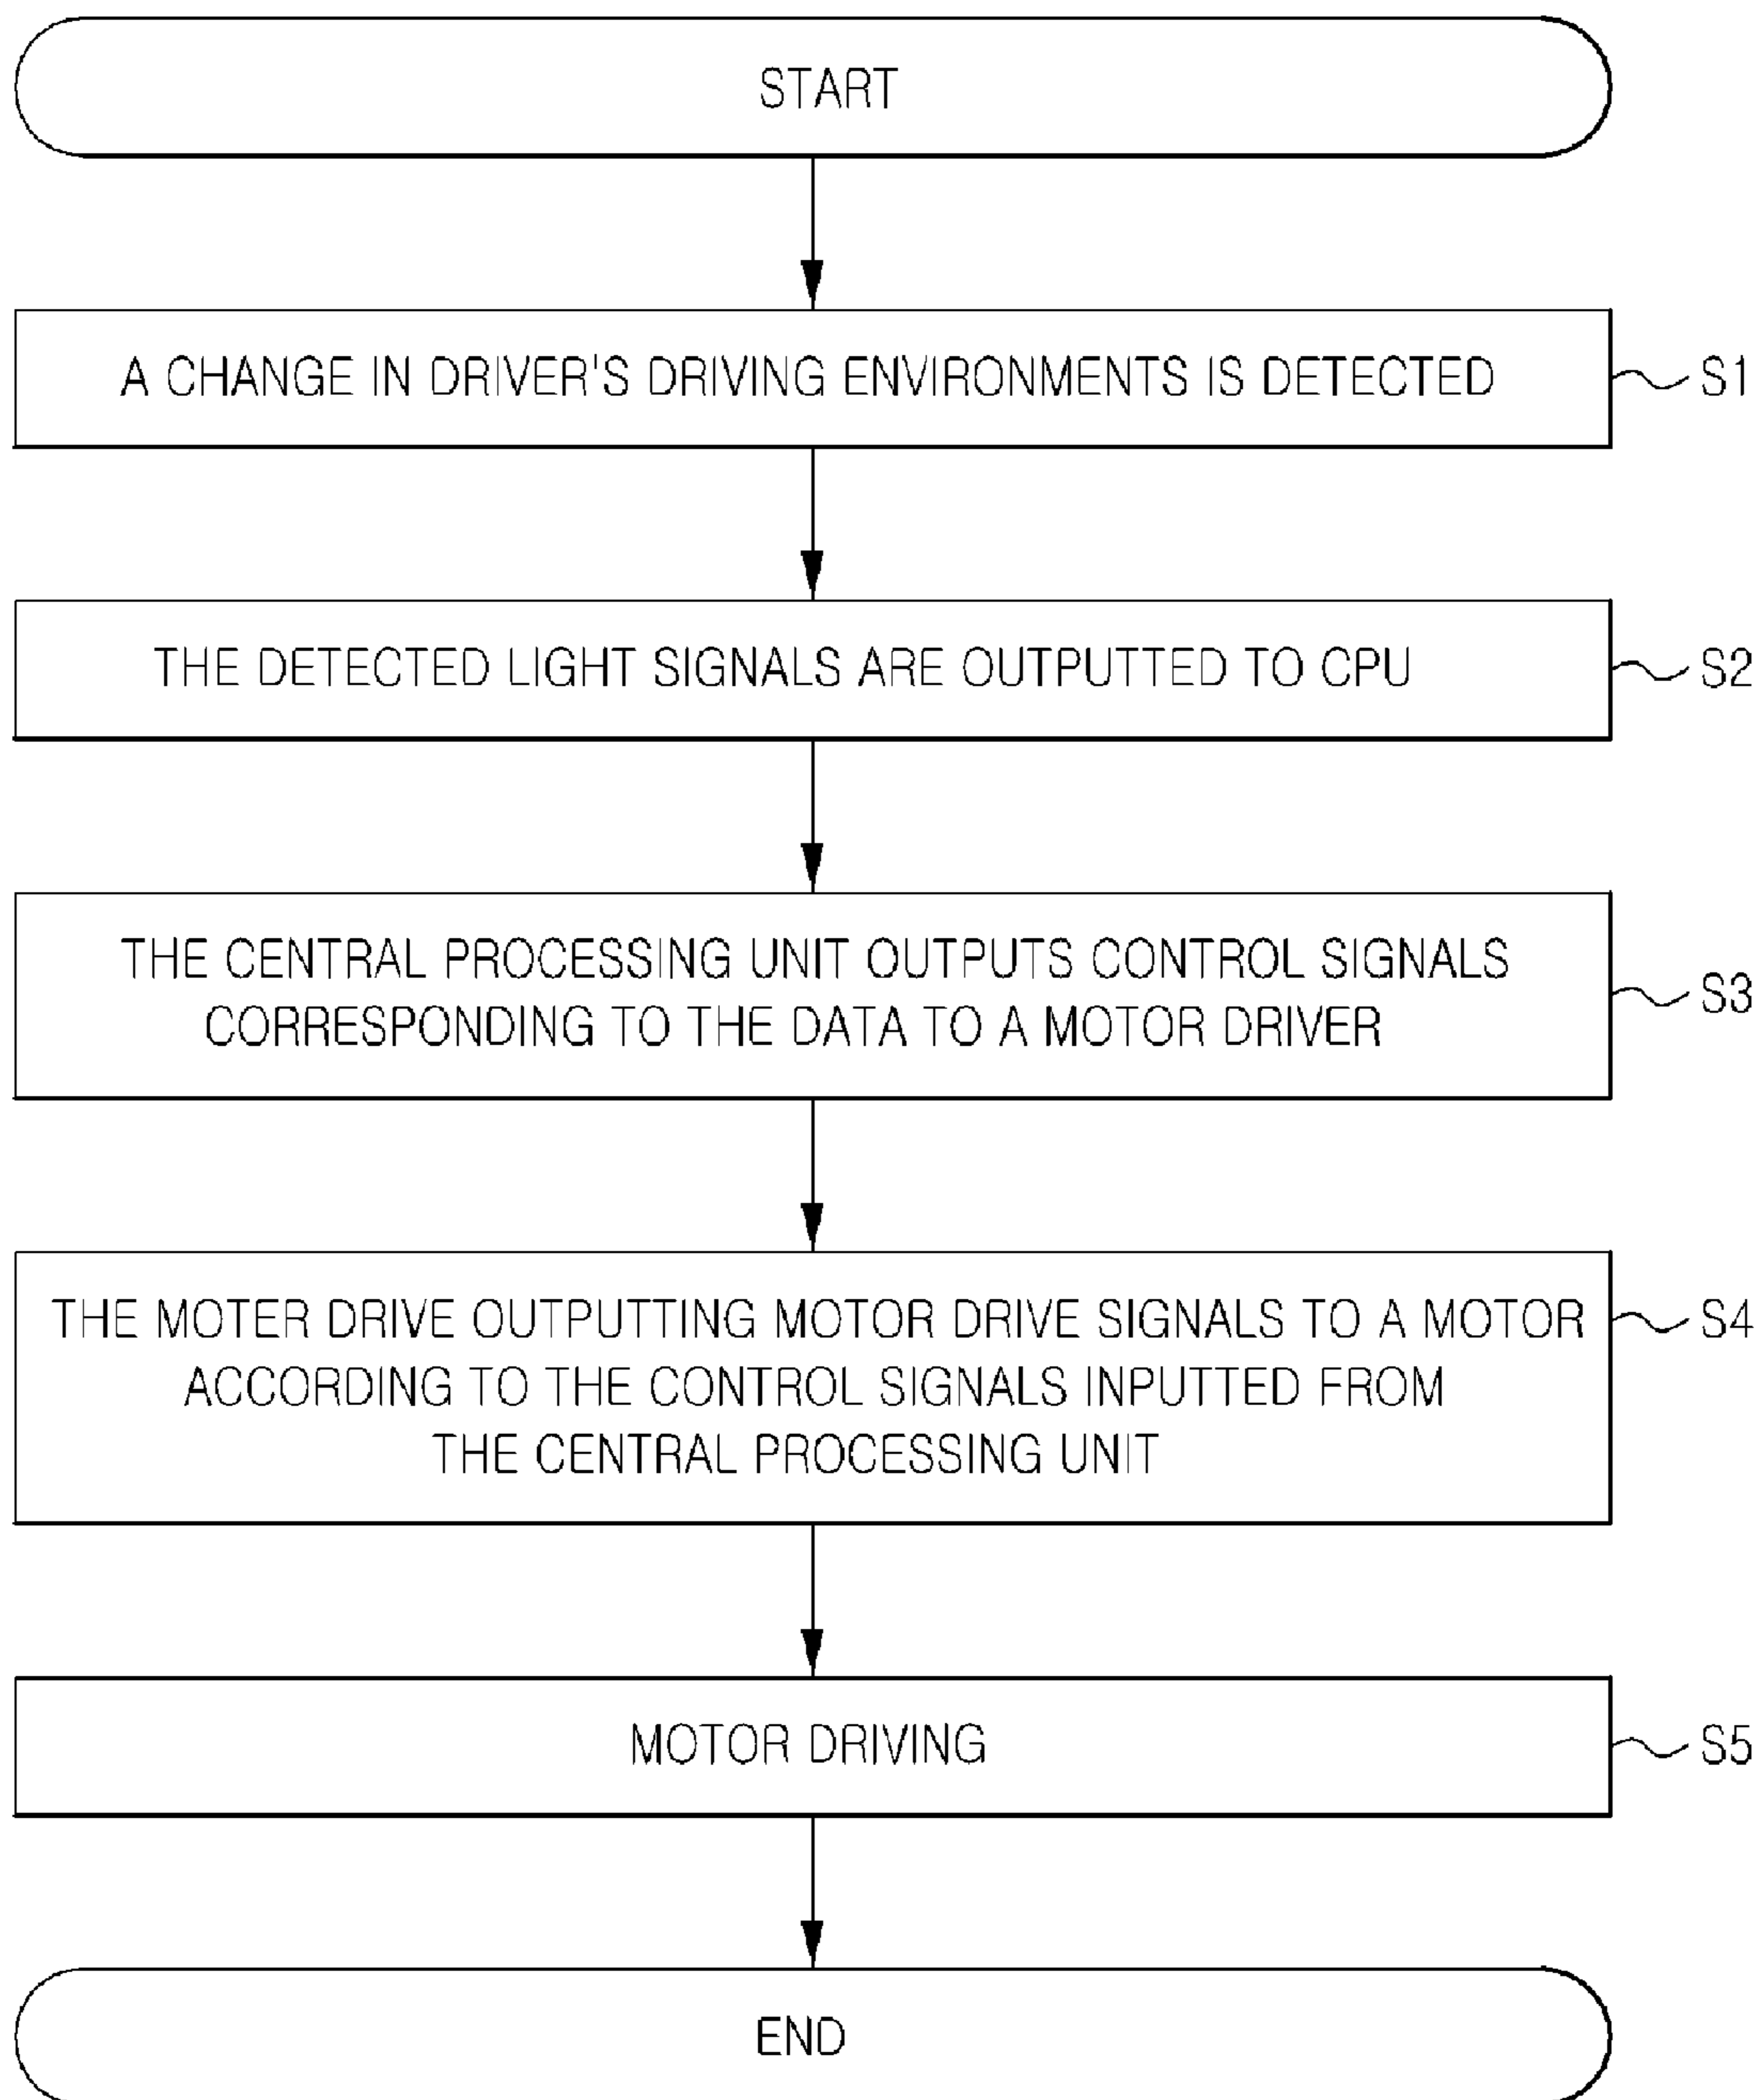 START
A CHANGE IN DRIVER'S DRIVING ENVIRONMENTS IS DETECTED
S1
THE DETECTED LIGHT SIGNALS ARE OUTPUTTED TO CPU
S2
THE CENTRAL PROCESSING UNIT OUTPUTS CONTROL SIGNALS
CORRESPONDING TO THE DATA TO A MOTOR DRIVER
S3
THE MOTER DRIVE OUTPUTTING MOTOR DRIVE SIGNALS TO A MOTOR
ACCORDING TO THE CONTROL SIGNALS INPUTTED FROM
THE CENTRAL PROCESSING UNIT
S4
MOTOR DRIVING
S5
END